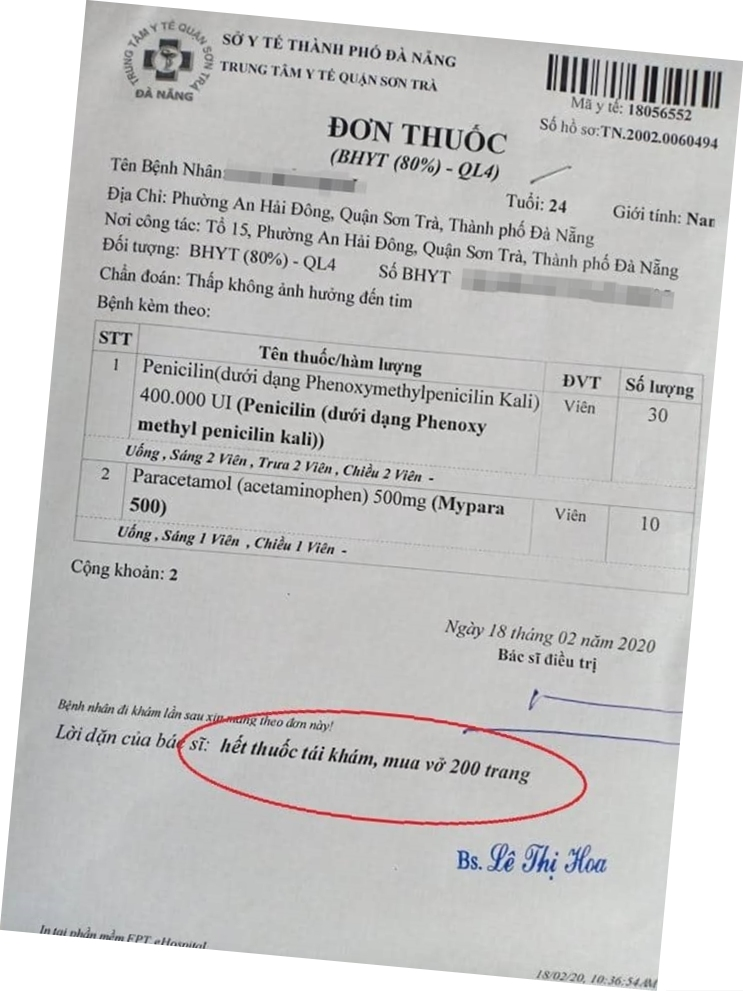 TRUNG TÂM Y TẾ QUẬN SƠN TRÀ
ĐÀ NẴNG
SỞ Y TẾ THÀNH PHỐ ĐÀ NẴNG
TRUNG TÂM Y TẾ QUẬN SƠN TRÀ
Mã y tế: 18056552
Số hồ sơ:TN.2002.0060494
ĐƠN THUỐC
(BHYT (80%) - QL4)
Tên Bệnh Nhân:
Tuổi: 24 Giới tính: Nam
Địa Chỉ: Phường An Hải Đông, Quận Sơn Trà, Thành phố Đà Nẵng
Nơi công tác: Tổ 15, Phường An Hải Đông, Quận Sơn Trà, Thành phố Đà Nẵng
Đối tượng: BHYT (80%) - QL4 Số BHYT
Chẩn đoán: Thấp không ảnh hưởng đến tim
Bệnh kèm theo:
STT Tên thuốc/hàm lượng ĐVT Số lượng
1 Penicilin(dưới dạng Phenoxymethylpenicilin Kali) Viên 30
400.000 UI (Penicilin (dưới dạng Phenoxy
methyl penicilin kali))
Uống , Sáng 2 Viên , Trưa 2 Viên , Chiều 2 Viên -
2 Paracetamol (acetaminophen) 500mg (Mypara Viên 10
500)
Uống , Sáng 1 Viên , Chiều 1 Viên -
Cộng khoản: 2
Ngày 18 tháng 02 năm 2020
Bác sĩ điều trị
Bệnh nhân đi khám lần sau xin mang theo đơn này!
Lời dặn của bác sĩ: hết thuốc tái khám, mua vở 200 trang
Bs. Lê Thị Hoa
In tại phần mềm FPT.eHospital
18/02/20, 10:36:54AM